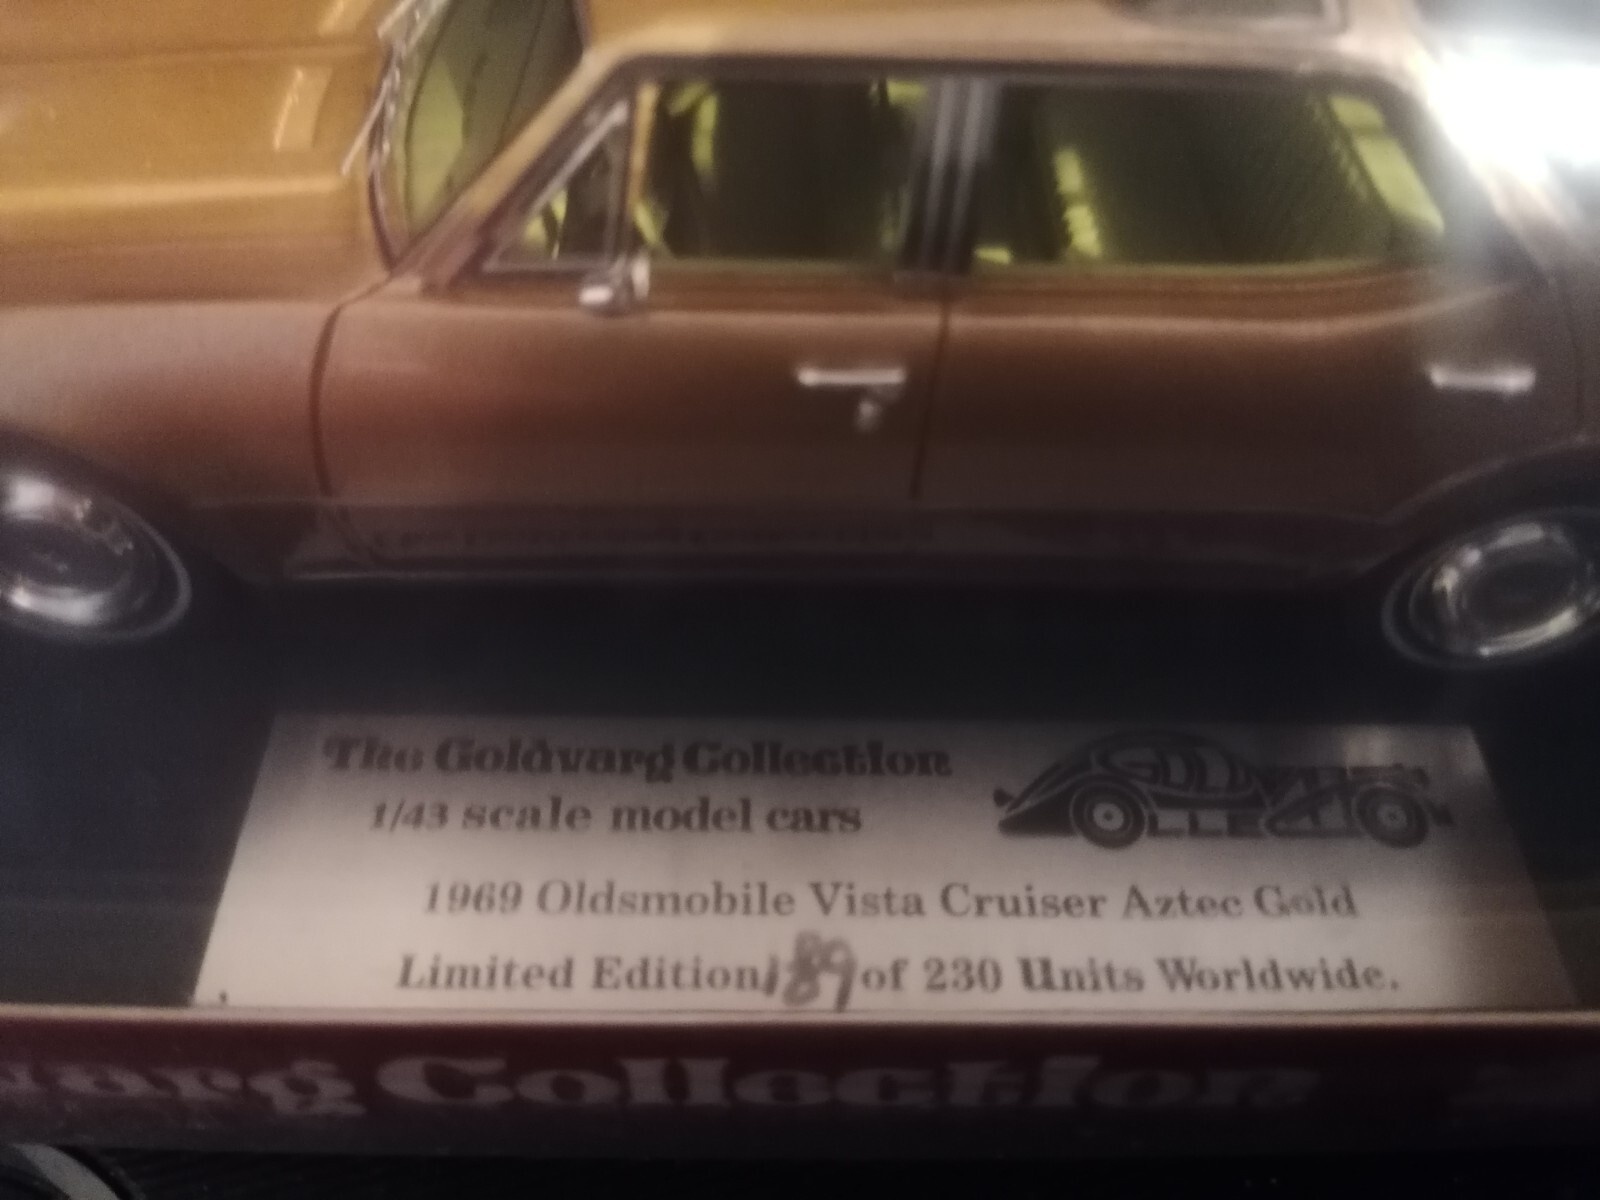 The Goldvarg Collection
1/43 scale model cars
1969 Oldsmobile Vista Cruiser Aztec Gold
Limited Edition 189 of 230 Units Worldwide.
varg Collection